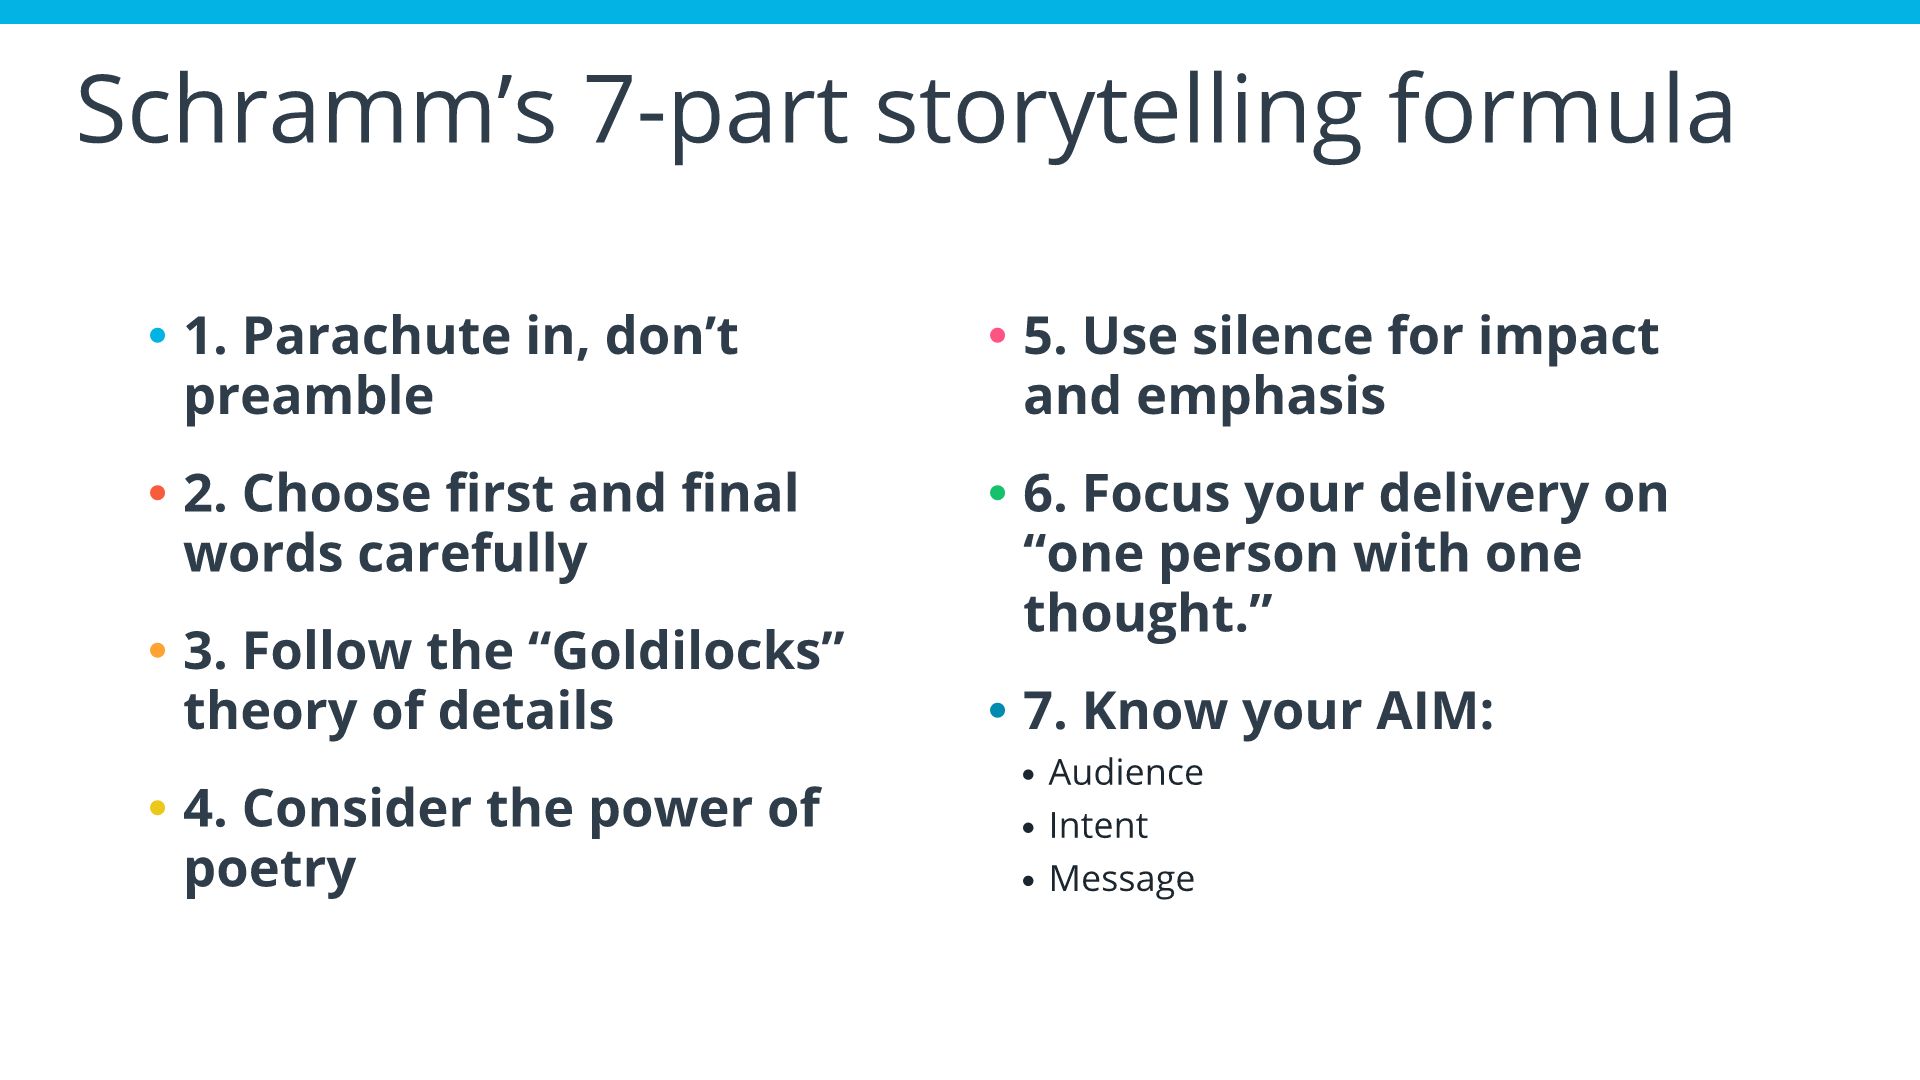 Schramm’s 7-part storytelling formula
• 1. Parachute in, don’t
preamble
• 2. Choose first and final
words carefully
• 3. Follow the “Goldilocks”
theory of details
• 4. Consider the power of
poetry
• 5. Use silence for impact
and emphasis
• 6. Focus your delivery on
“one person with one
thought.”
• 7. Know your AIM:
• Audience
• Intent
• Message